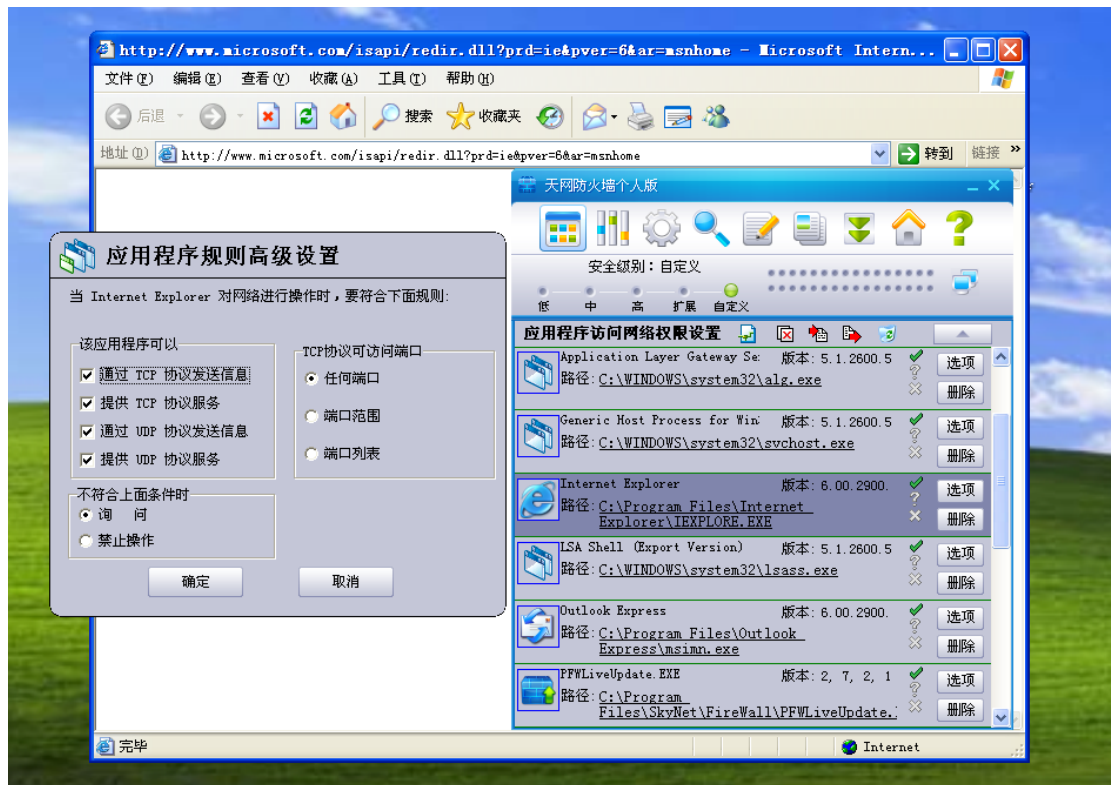 http://www.microsoft.com/isapi/redir.dll?prd=ie&pver=6&ar=msnhome - Microsoft Intern...
文件(F) 编辑(E) 查看(V) 收藏(A) 工具(T) 帮助(H)
后退 搜索 收藏夹
地址(D) http://www.microsoft.com/isapi/redir.dll?prd=ie&pver=6&ar=msnhome 转到 链接 »
天网防火墙个人版
安全级别：自定义
低 中 高 扩展 自定义
应用程序访问网络权限设置
Application Layer Gateway Se: 版本: 5.1.2600.5 选项
路径: C:\WINDOWS\system32\alg.exe 删除
Generic Host Process for Win 版本: 5.1.2600.5 选项
路径: C:\WINDOWS\system32\svchost.exe 删除
Internet Explorer 版本: 6.00.2900. 选项
路径: C:\Program Files\Internet
Explorer\IEXPLORE.EXE 删除
LSA Shell (Export Version) 版本: 5.1.2600.5 选项
路径: C:\WINDOWS\system32\lsass.exe 删除
Outlook Express 版本: 6.00.2900. 选项
路径: C:\Program Files\Outlook
Express\msimn.exe 删除
PFWLiveUpdate.EXE 版本: 2, 7, 2, 1 选项
路径: C:\Program
Files\SkyNet\FireWall\PFWLiveUpdate. 删除
应用程序规则高级设置
当 Internet Explorer 对网络进行操作时，要符合下面规则:
该应用程序可以
通过 TCP 协议发送信息
提供 TCP 协议服务
通过 UDP 协议发送信息
提供 UDP 协议服务
TCP协议可访问端口
任何端口
端口范围
端口列表
不符合上面条件时
询 问
禁止操作
确定 取消
完毕 Internet